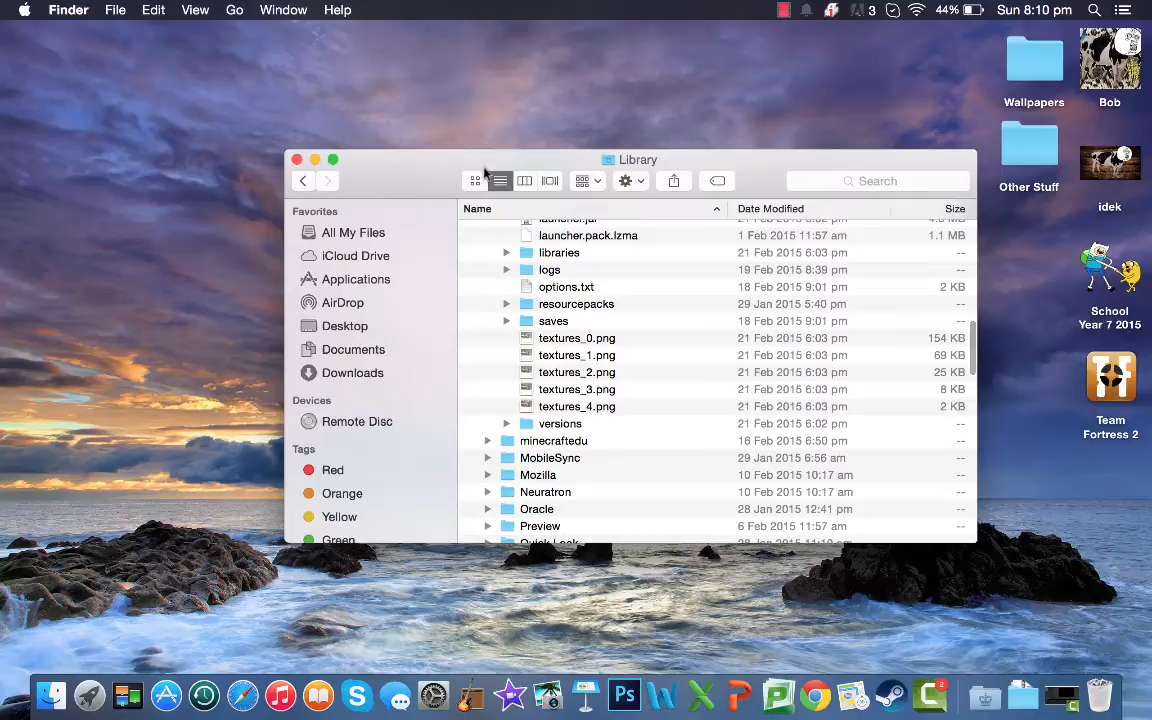 Finder File Edit View Go Window Help 3 44% Sun 8:10 pm
Library
Search
Favorites
All My Files
iCloud Drive
Applications
AirDrop
Desktop
Documents
Downloads
Devices
Remote Disc
Tags
Red
Orange
Yellow
Green
Name Date Modified Size
launcher.pack.lzma 1 Feb 2015 11:57 am 1.1 MB
libraries 21 Feb 2015 6:03 pm --
logs 19 Feb 2015 8:39 pm --
options.txt 18 Feb 2015 9:01 pm 2 KB
resourcepacks 29 Jan 2015 5:40 pm --
saves 18 Feb 2015 9:01 pm --
textures_0.png 21 Feb 2015 6:03 pm 154 KB
textures_1.png 21 Feb 2015 6:03 pm 69 KB
textures_2.png 21 Feb 2015 6:03 pm 25 KB
textures_3.png 21 Feb 2015 6:03 pm 8 KB
textures_4.png 21 Feb 2015 6:03 pm 2 KB
versions 21 Feb 2015 6:02 pm --
minecraftedu 16 Feb 2015 6:50 pm --
MobileSync 29 Jan 2015 6:56 am --
Mozilla 10 Feb 2015 10:17 am --
Neuratron 10 Feb 2015 10:17 am --
Oracle 29 Jan 2015 12:41 pm --
Preview 6 Feb 2015 11:57 am --
Wallpapers
Bob
Other Stuff
idek
School
Year 7 2015
Team
Fortress 2
Ps
2